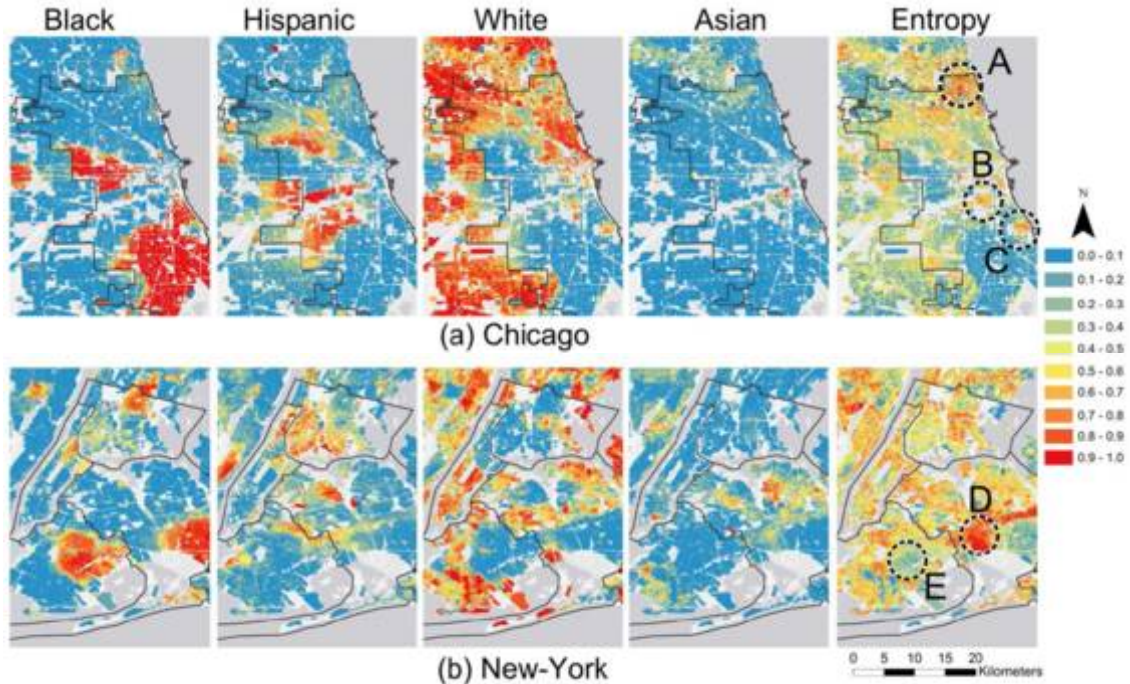 Black Hispanic White Asian Entropy
A
B
C
N
0.0 - 0.1
0.1 - 0.2
0.2 - 0.3
0.3 - 0.4
0.4 - 0.5
0.5 - 0.6
0.6 - 0.7
0.7 - 0.8
0.8 - 0.9
0.9 - 1.0
(a) Chicago
D
E
0 5 10 15 20
Kilometers
(b) New-York